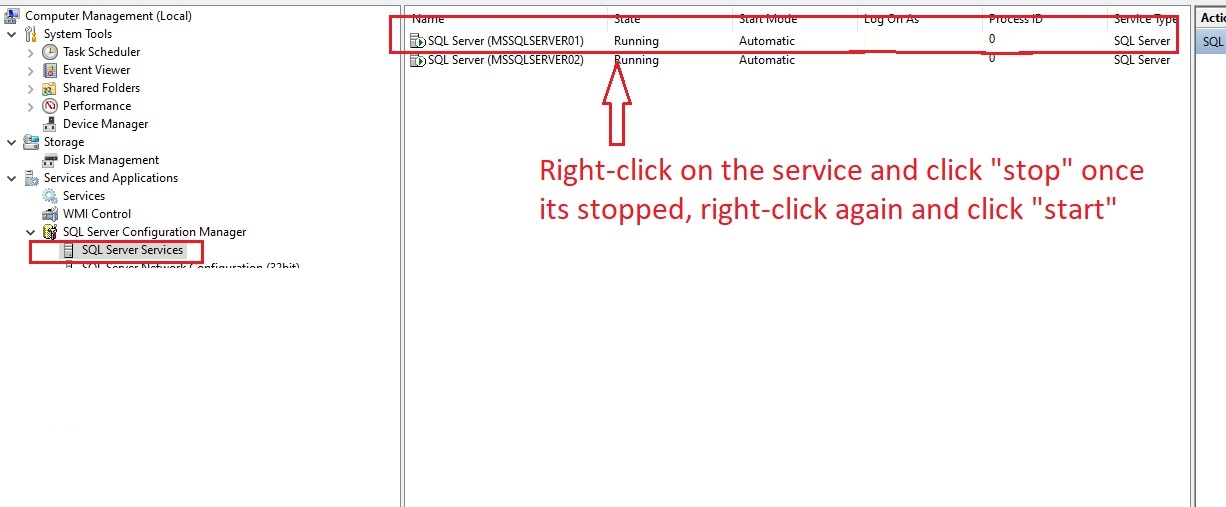 Computer Management (Local)
System Tools
Task Scheduler
Event Viewer
Shared Folders
Performance
Device Manager
Storage
Disk Management
Services and Applications
Services
WMI Control
SQL Server Configuration Manager
SQL Server Services
SQL Server Network Configuration (32bit)
Name State Start Mode Log On As Process ID Service Type
SQL Server (MSSQLSERVER01) Running Automatic 0 SQL Server
SQL Server (MSSQLSERVER02) Running Automatic 0 SQL Server
Right-click on the service and click "stop" once
its stopped, right-click again and click "start"
Actio
SQL